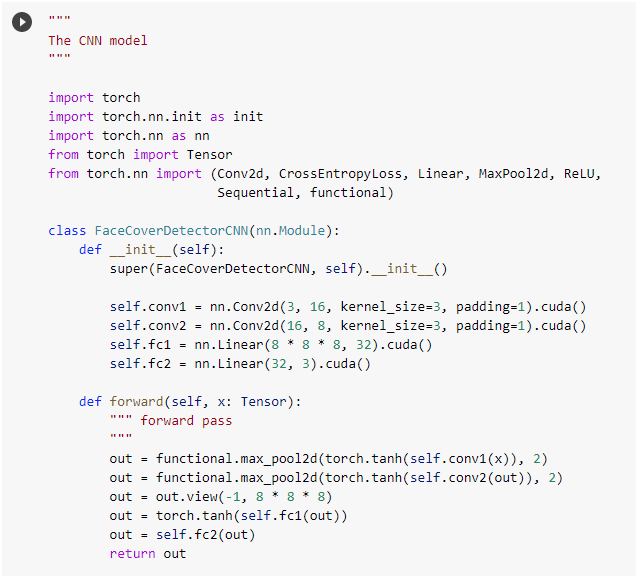 """
The CNN model
"""
import torch
import torch.nn.init as init
import torch.nn as nn
from torch import Tensor
from torch.nn import (Conv2d, CrossEntropyLoss, Linear, MaxPool2d, ReLU,
                      Sequential, functional)
class FaceCoverDetectorCNN(nn.Module):
    def __init__(self):
        super(FaceCoverDetectorCNN, self).__init__()
        self.conv1 = nn.Conv2d(3, 16, kernel_size=3, padding=1).cuda()
        self.conv2 = nn.Conv2d(16, 8, kernel_size=3, padding=1).cuda()
        self.fc1 = nn.Linear(8 * 8 * 8, 32).cuda()
        self.fc2 = nn.Linear(32, 3).cuda()
    def forward(self, x: Tensor):
        """ forward pass
        """
        out = functional.max_pool2d(torch.tanh(self.conv1(x)), 2)
        out = functional.max_pool2d(torch.tanh(self.conv2(out)), 2)
        out = out.view(-1, 8 * 8 * 8)
        out = torch.tanh(self.fc1(out))
        out = self.fc2(out)
        return out